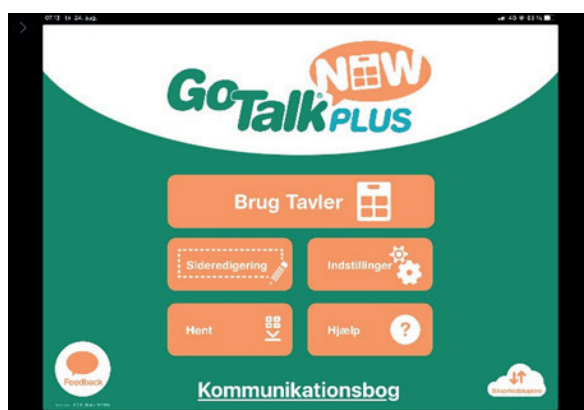 GoTalk NOW PLUS
Brug Tavler
Sideredigering
Indstillinger
Hent
Hjælp
?
Feedback
Kommunikationsbog